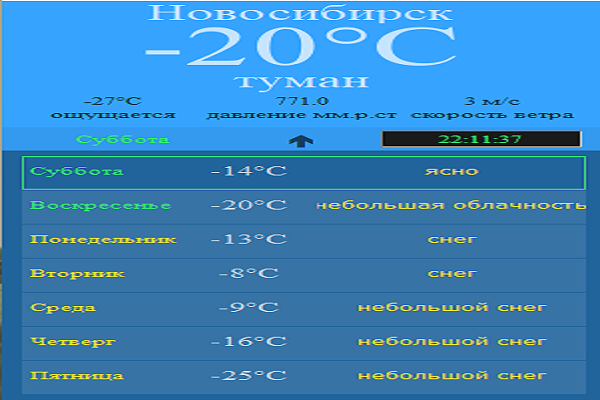 Новосибирск
-20°C
туман
-27°C 771.0 3 м/с
ощущается давление мм.р.ст скорость ветра
Суббота 22:11:37
Суббота -14°C ясно
Воскресенье -20°C небольшая облачность
Понедельник -13°C снег
Вторник -8°C снег
Среда -9°C небольшой снег
Четверг -16°C небольшой снег
Пятница -25°C небольшой снег